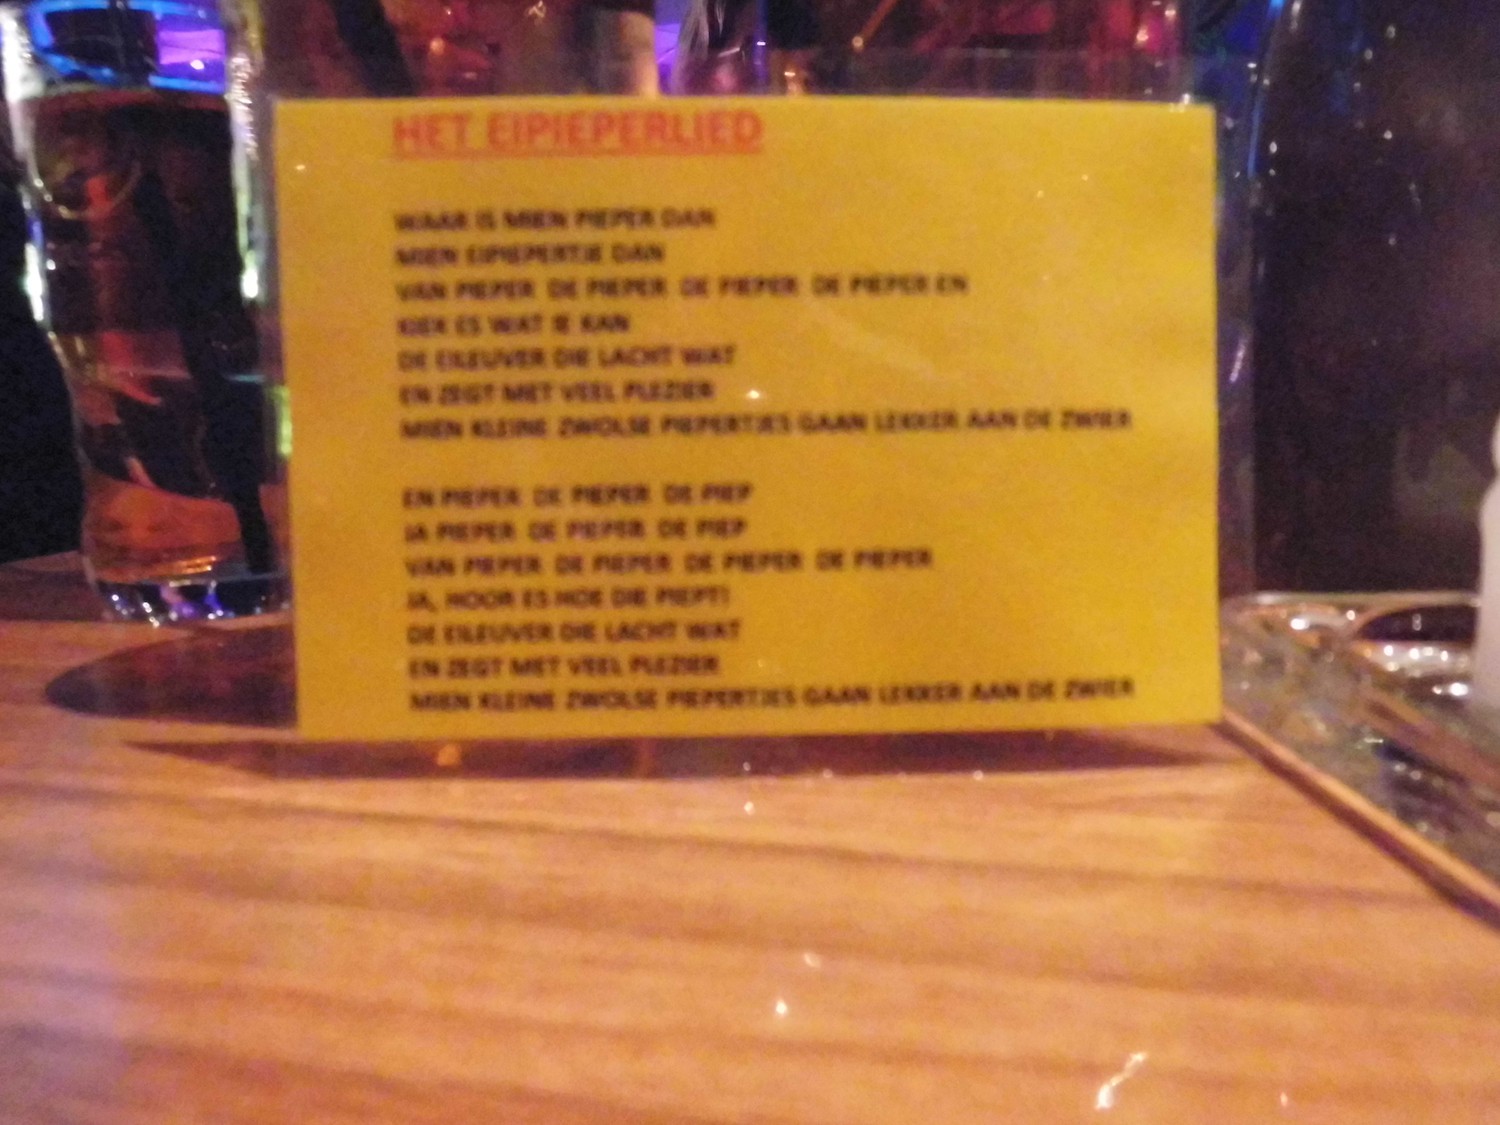 HET EIPIEPERLIED
WAAR IS MIEN PIEPER DAN
MIEN EIPIEPERTJE DAN
VAN PIEPER DE PIEPER DE PIEPER DE PIEPER EN
KIEK ES WAT IE KAN
DE EILEUVER DIE LACHT WAT
EN ZEGT MET VEEL PLEZIER
MIEN KLEINE ZWOLSE PIEPERTJES GAAN LEKKER AAN DE ZWIER
EN PIEPER DE PIEPER DE PIEP
JA PIEPER DE PIEPER DE PIEP
VAN PIEPER DE PIEPER DE PIEPER DE PIEPER
JA, HOOR ES HOE DIE PIEPT!
DE EILEUVER DIE LACHT WAT
EN ZEGT MET VEEL PLEZIER
MIEN KLEINE ZWOLSE PIEPERTJES GAAN LEKKER AAN DE ZWIER